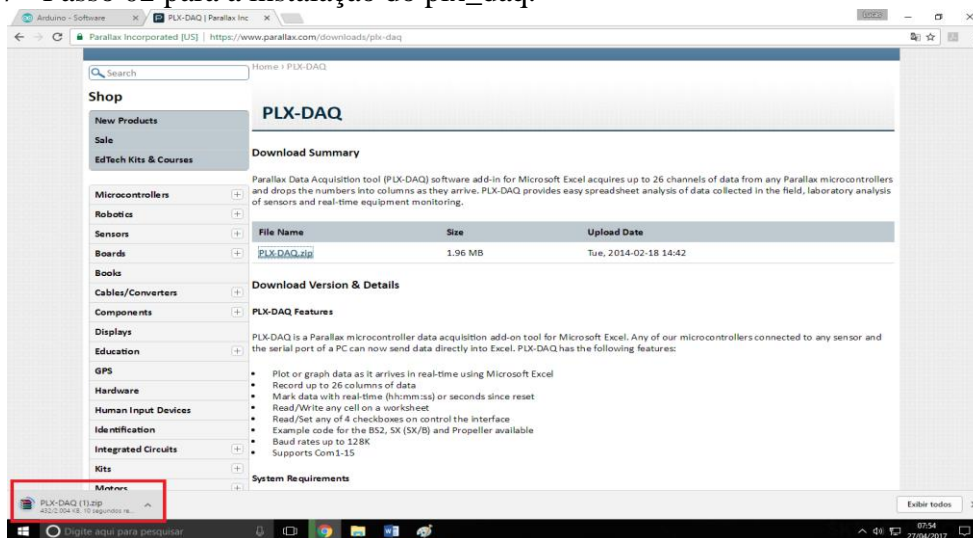 Passo 02 para a instalação do plx_daq.
Arduino - Software
PLX-DAQ | Parallax Inc
Parallax Incorporated [US] | https://www.parallax.com/downloads/plx-daq
Search
Home › PLX-DAQ
Shop
New Products
Sale
EdTech Kits & Courses
Microcontrollers
Robotics
Sensors
Boards
Books
Cables/Converters
Components
Displays
Education
GPS
Hardware
Human Input Devices
Identification
Integrated Circuits
Kits
Motors
PLX-DAQ
Download Summary
Parallax Data Acquisition tool (PLX-DAQ) software add-in for Microsoft Excel acquires up to 26 channels of data from any Parallax microcontrollers
and drops the numbers into columns as they arrive. PLX-DAQ provides easy spreadsheet analysis of data collected in the field, laboratory analysis
of sensors and real-time equipment monitoring.
File Name Size Upload Date
PLX-DAQ.zip 1.96 MB Tue, 2014-02-18 14:42
Download Version & Details
PLX-DAQ Features
PLX-DAQ is a Parallax microcontroller data acquisition add-on tool for Microsoft Excel. Any of our microcontrollers connected to any sensor and
the serial port of a PC can now send data directly into Excel. PLX-DAQ has the following features:
• Plot or graph data as it arrives in real-time using Microsoft Excel
• Record up to 26 columns of data
• Mark data with real-time (hh:mm:ss) or seconds since reset
• Read/Write any cell on a worksheet
• Read/Set any of 4 checkboxes on control the interface
• Example code for the BS2, SX (SX/B) and Propeller available
• Baud rates up to 128K
• Supports Com1-15
System Requirements
PLX-DAQ (1).zip
432/2.004 KB, 10 segundos re...
Exibir todos
Digite aqui para pesquisar
07:54
27/04/2017